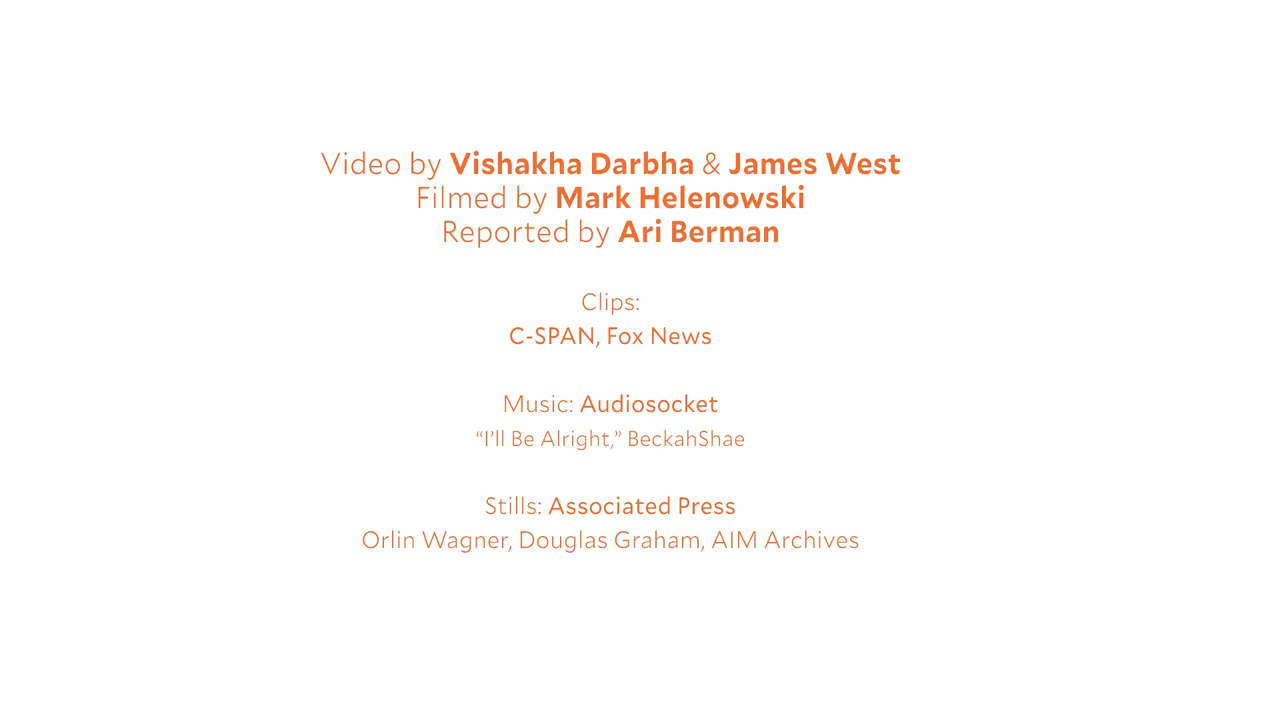 Video by Vishakha Darbha & James West
Filmed by Mark Helenowski
Reported by Ari Berman
Clips:
C-SPAN, Fox News
Music: Audiosocket
“I’ll Be Alright,” BeckahShae
Stills: Associated Press
Orlin Wagner, Douglas Graham, AIM Archives